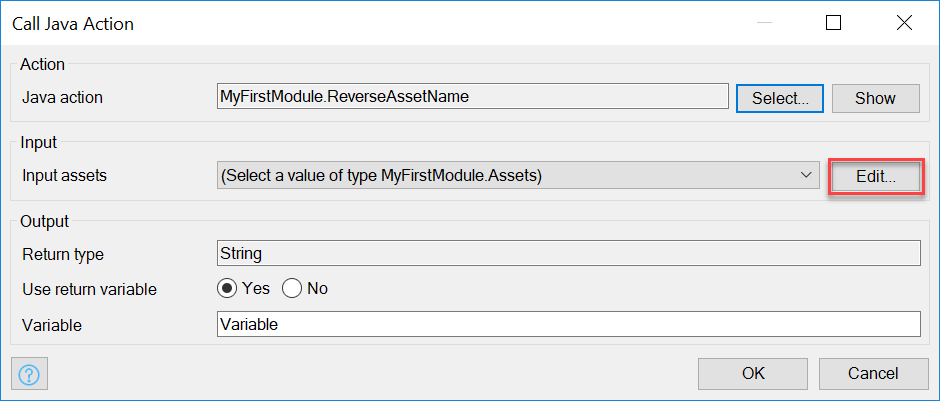 Call Java Action
Action
Java action MyFirstModule.ReverseAssetName Select... Show
Input
Input assets (Select a value of type MyFirstModule.Assets) Edit...
Output
Return type String
Use return variable Yes No
Variable Variable
? OK Cancel